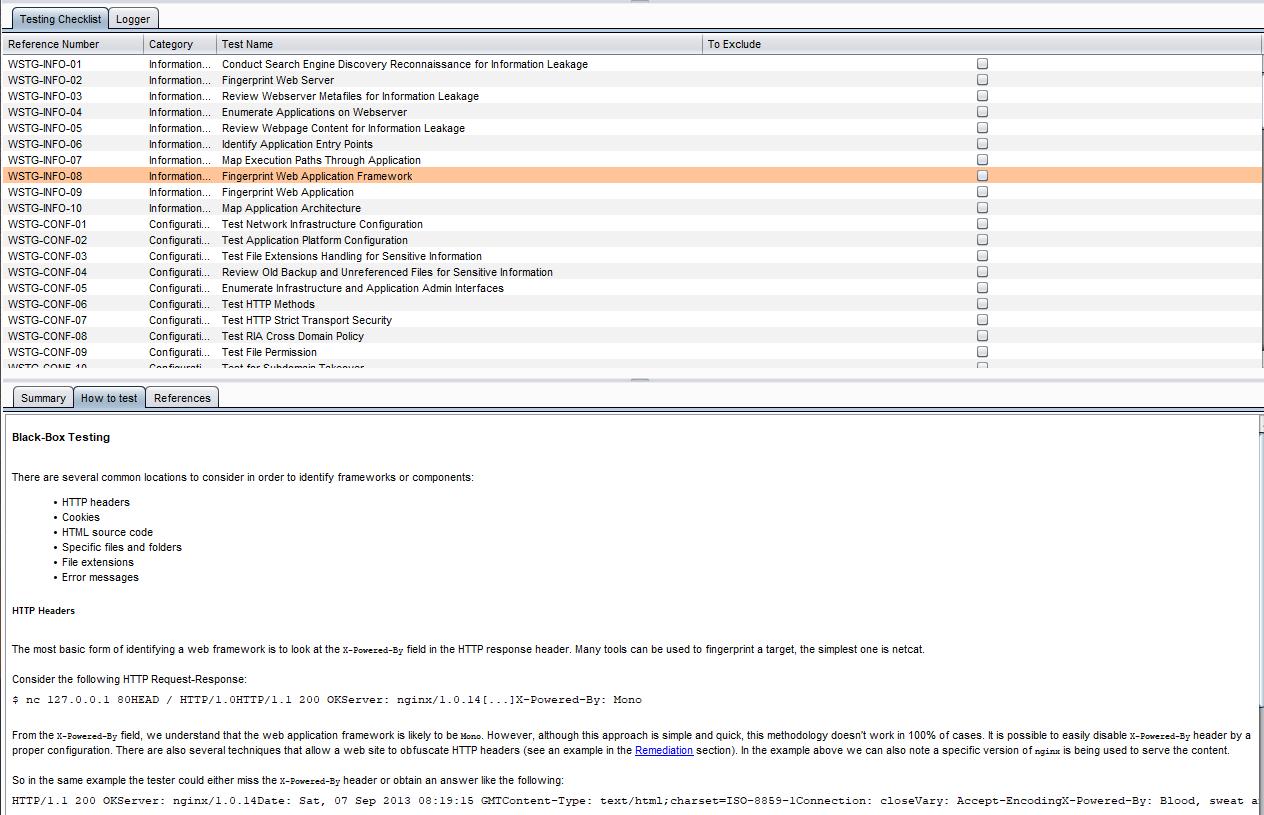 Testing Checklist Logger
Reference Number Category Test Name To Exclude
WSTG-INFO-01 Information... Conduct Search Engine Discovery Reconnaissance for Information Leakage
WSTG-INFO-02 Information... Fingerprint Web Server
WSTG-INFO-03 Information... Review Webserver Metafiles for Information Leakage
WSTG-INFO-04 Information... Enumerate Applications on Webserver
WSTG-INFO-05 Information... Review Webpage Content for Information Leakage
WSTG-INFO-06 Information... Identify Application Entry Points
WSTG-INFO-07 Information... Map Execution Paths Through Application
WSTG-INFO-08 Information... Fingerprint Web Application Framework
WSTG-INFO-09 Information... Fingerprint Web Application
WSTG-INFO-10 Information... Map Application Architecture
WSTG-CONF-01 Configurati... Test Network Infrastructure Configuration
WSTG-CONF-02 Configurati... Test Application Platform Configuration
WSTG-CONF-03 Configurati... Test File Extensions Handling for Sensitive Information
WSTG-CONF-04 Configurati... Review Old Backup and Unreferenced Files for Sensitive Information
WSTG-CONF-05 Configurati... Enumerate Infrastructure and Application Admin Interfaces
WSTG-CONF-06 Configurati... Test HTTP Methods
WSTG-CONF-07 Configurati... Test HTTP Strict Transport Security
WSTG-CONF-08 Configurati... Test RIA Cross Domain Policy
WSTG-CONF-09 Configurati... Test File Permission
WSTG-CONF-10 Configurati... Test for Subdomain Takeover
Summary How to test References
Black-Box Testing
There are several common locations to consider in order to identify frameworks or components:
• HTTP headers
• Cookies
• HTML source code
• Specific files and folders
• File extensions
• Error messages
HTTP Headers
The most basic form of identifying a web framework is to look at the X-Powered-By field in the HTTP response header. Many tools can be used to fingerprint a target, the simplest one is netcat.
Consider the following HTTP Request-Response:
$ nc 127.0.0.1 80HEAD / HTTP/1.0HTTP/1.1 200 OKServer: nginx/1.0.14[...]X-Powered-By: Mono
From the X-Powered-By field, we understand that the web application framework is likely to be Mono. However, although this approach is simple and quick, this methodology doesn't work in 100% of cases. It is possible to easily disable X-Powered-By header by a
proper configuration. There are also several techniques that allow a web site to obfuscate HTTP headers (see an example in the Remediation section). In the example above we can also note a specific version of nginx is being used to serve the content.
So in the same example the tester could either miss the X-Powered-By header or obtain an answer like the following:
HTTP/1.1 200 OKServer: nginx/1.0.14Date: Sat, 07 Sep 2013 08:19:15 GMTContent-Type: text/html;charset=ISO-8859-1Connection: closeVary: Accept-EncodingX-Powered-By: Blood, sweat a